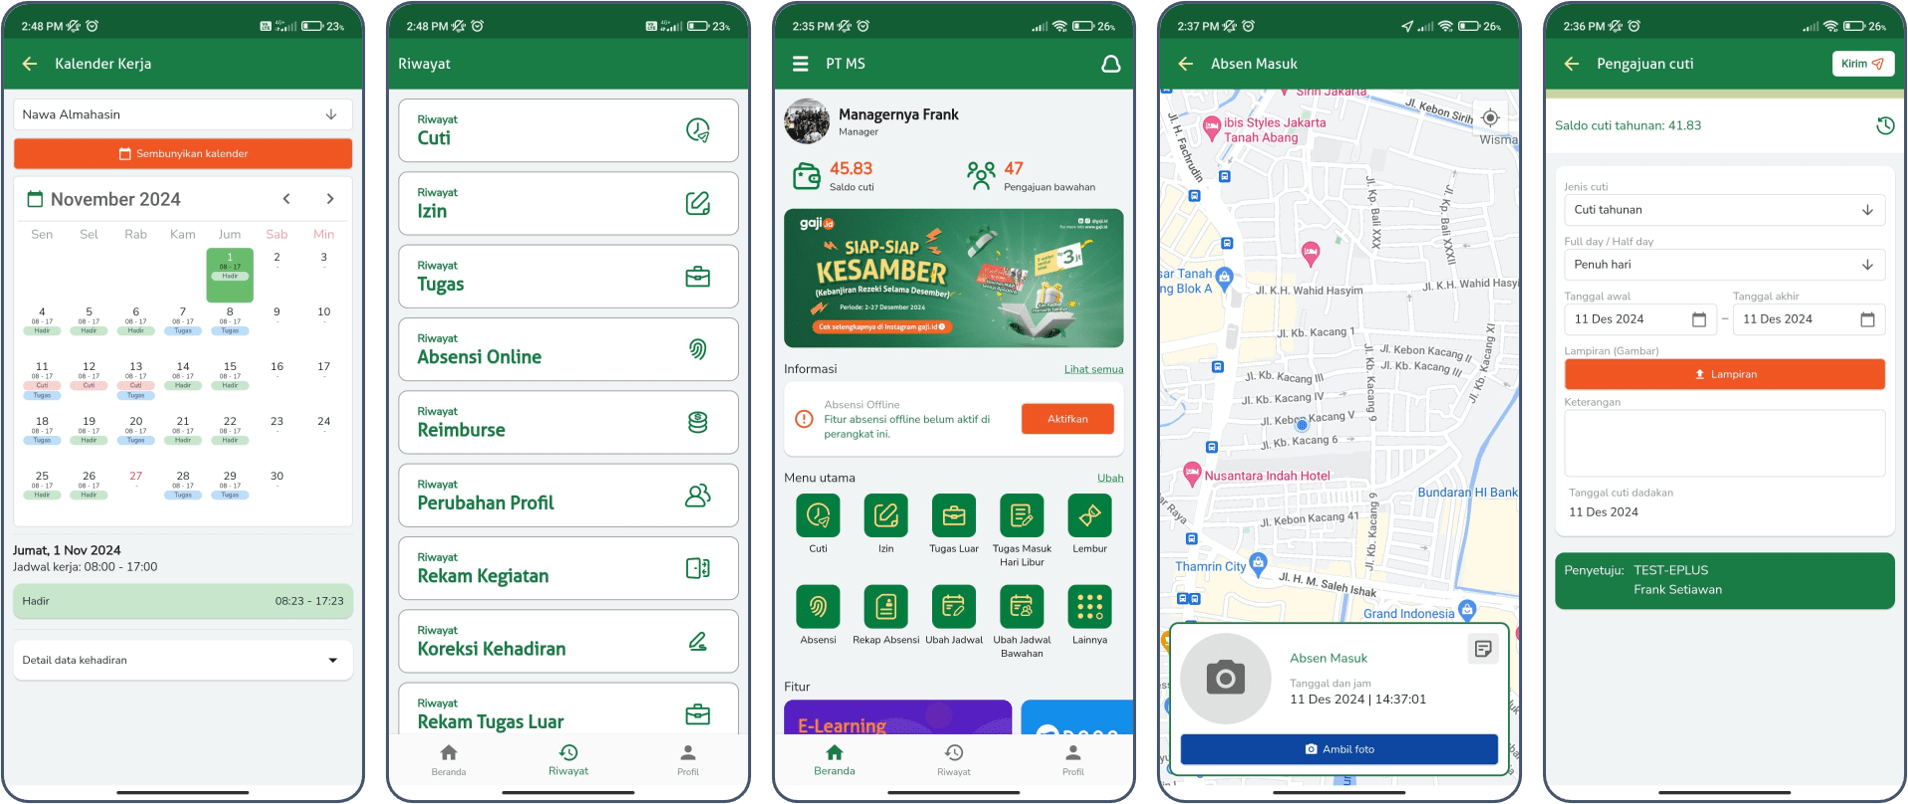 2:48 PM
23%
Kalender Kerja
Nawa Almahasin
Sembunyikan kalender
November 2024
Sen Sel Rab Kam Jum Sab Min
1 2 3
08 - 17 - -
Hadir
4 5 6 7 8 9 10
08 - 17 08 - 17 08 - 17 08 - 17 08 - 17 - -
Hadir Hadir Hadir Tugas Tugas
11 12 13 14 15 16 17
08 - 17 08 - 17 08 - 17 08 - 17 08 - 17 - -
Cuti Cuti Cuti Hadir Hadir
Tugas Tugas
18 19 20 21 22 23 24
08 - 17 08 - 17 08 - 17 08 - 17 08 - 17 - -
Tugas Hadir Tugas Hadir Hadir
25 26 27 28 29 30
08 - 17 08 - 17 - 08 - 17 08 - 17 -
Hadir Hadir Tugas Tugas
Jumat, 1 Nov 2024
Jadwal kerja: 08:00 - 17:00
Hadir 08:23 - 17:23
Detail data kehadiran
2:48 PM
23%
Riwayat
Riwayat
Cuti
Riwayat
Izin
Riwayat
Tugas
Riwayat
Absensi Online
Riwayat
Reimburse
Riwayat
Perubahan Profil
Riwayat
Rekam Kegiatan
Riwayat
Koreksi Kehadiran
Riwayat
Rekam Tugas Luar
Beranda Riwayat Profil
2:35 PM
26%
PT MS
Managernya Frank
Manager
45.83
Saldo cuti
47
Pengajuan bawahan
gaji.id
SIAP-SIAP
KESAMBER
(Kebanjiran Rezeki Selama Desember)
Periode: 2-27 Desember 2024
Cek selengkapnya di Instagram gaji.id
3 jt
Informasi Lihat semua
Absensi Offline
Fitur absensi offline belum aktif di
perangkat ini.
Aktifkan
Menu utama Ubah
Cuti Izin Tugas Luar Tugas Masuk
Hari Libur Lembur
Absensi Rekap Absensi Ubah Jadwal Ubah Jadwal
Bawahan Lainnya
Fitur
E-Learning
Beranda Riwayat Profil
2:37 PM
26%
Absen Masuk
Sirih Jakarta
Jl. Kebon Sirih
ibis Styles Jakarta
Tanah Abang
Wisma
Jl. H. Fachrudin
Jl. Kp. Bali XXX
Jl. Kp. Bali XXXII
sar Tanah
ng Blok A
Jl. K.H. Wahid Hasyim
Jl. K.H. Wahid Hasyi
Jl. Kb. Kacang 1
Jl. Kebon Kacang II
Jl. Kb. Kacang III
Jl. Kb. Kacang III
Jl. Kb. Kacang XI
Jl. Kb. Kacang IV
Jl. Kb. Kacang 9
Jl. Kebon Kacang V
Jl. Kb. Kacang 6
Nusantara Indah Hotel
Bundaran HI Bank
Jl. Kb. Kacang 9
ar Raya
Jl. Kebon Kacang 41
Thamrin City
Jl. H. M. Saleh Ishak
Grand Indonesia
Absen Masuk
Tanggal dan jam
11 Des 2024 | 14:37:01
Ambil foto
2:36 PM
26%
Pengajuan cuti
Kirim
Saldo cuti tahunan: 41.83
Jenis cuti
Cuti tahunan
Full day / Half day
Penuh hari
Tanggal awal Tanggal akhir
11 Des 2024 – 11 Des 2024
Lampiran (Gambar)
Lampiran
Keterangan
Tanggal cuti dadakan
11 Des 2024
Penyetuju: TEST-EPLUS
Frank Setiawan